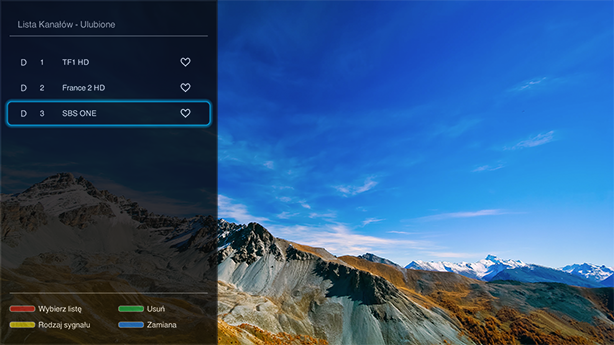 Lista Kanałów - Ulubione
D 1 TF1 HD
D 2 France 2 HD
D 3 SBS ONE
Wybierz listę Usuń
Rodzaj sygnału Zamiana